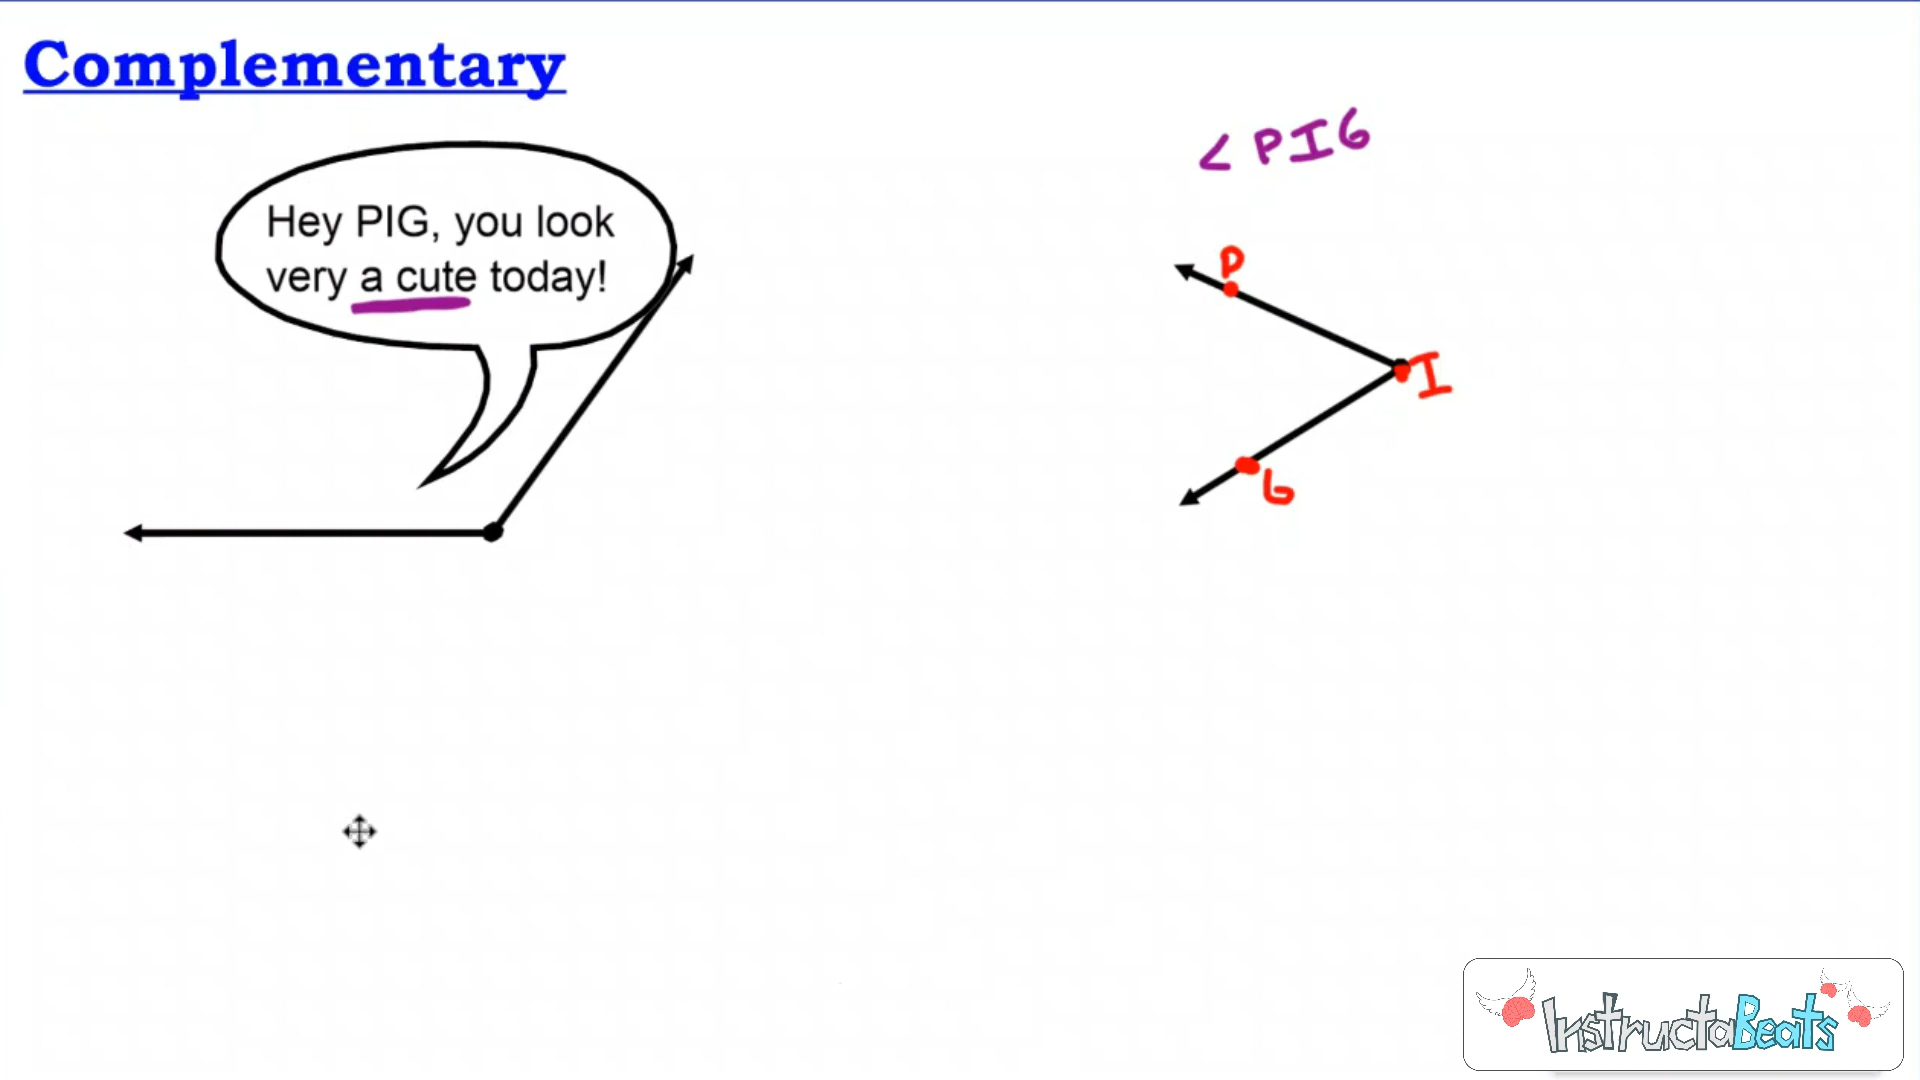 Complementary
Hey PIG, you look
very a cute today!
< PIG
P
I
G
InstructaBeats